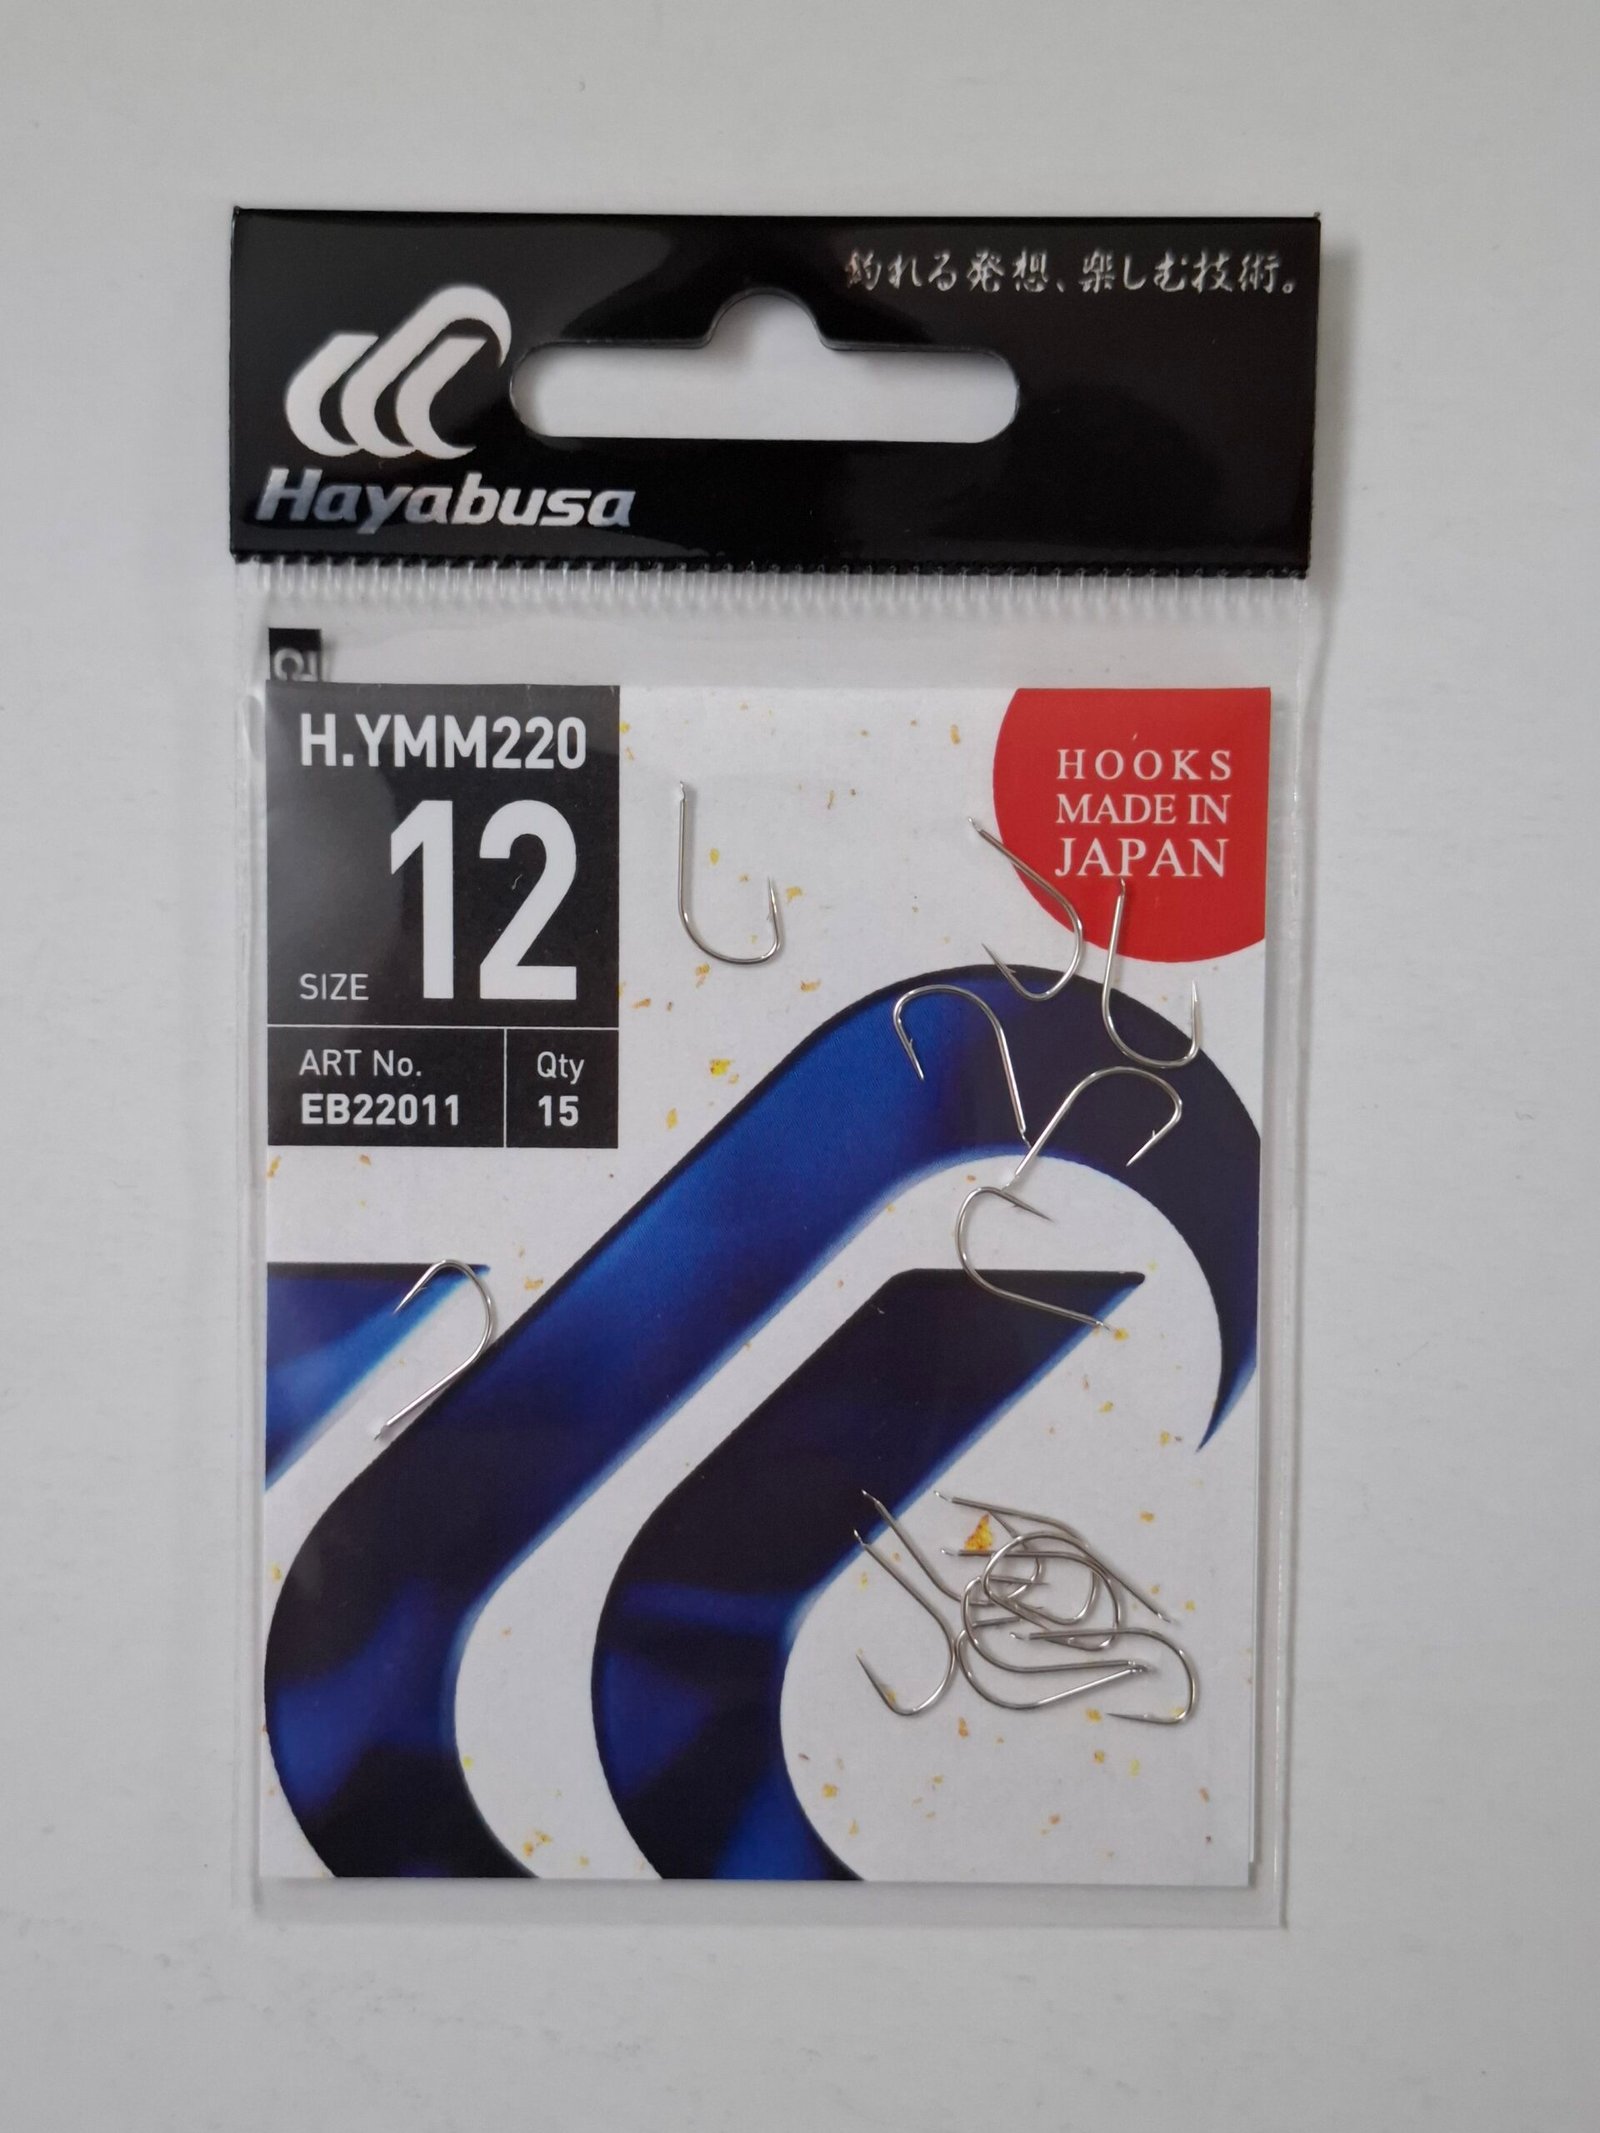 釣れる発想、楽しむ技術。
Hayabusa
H.YMM220
12
SIZE
ART No.
EB22011
Qty
15
HOOKS
MADE IN
JAPAN